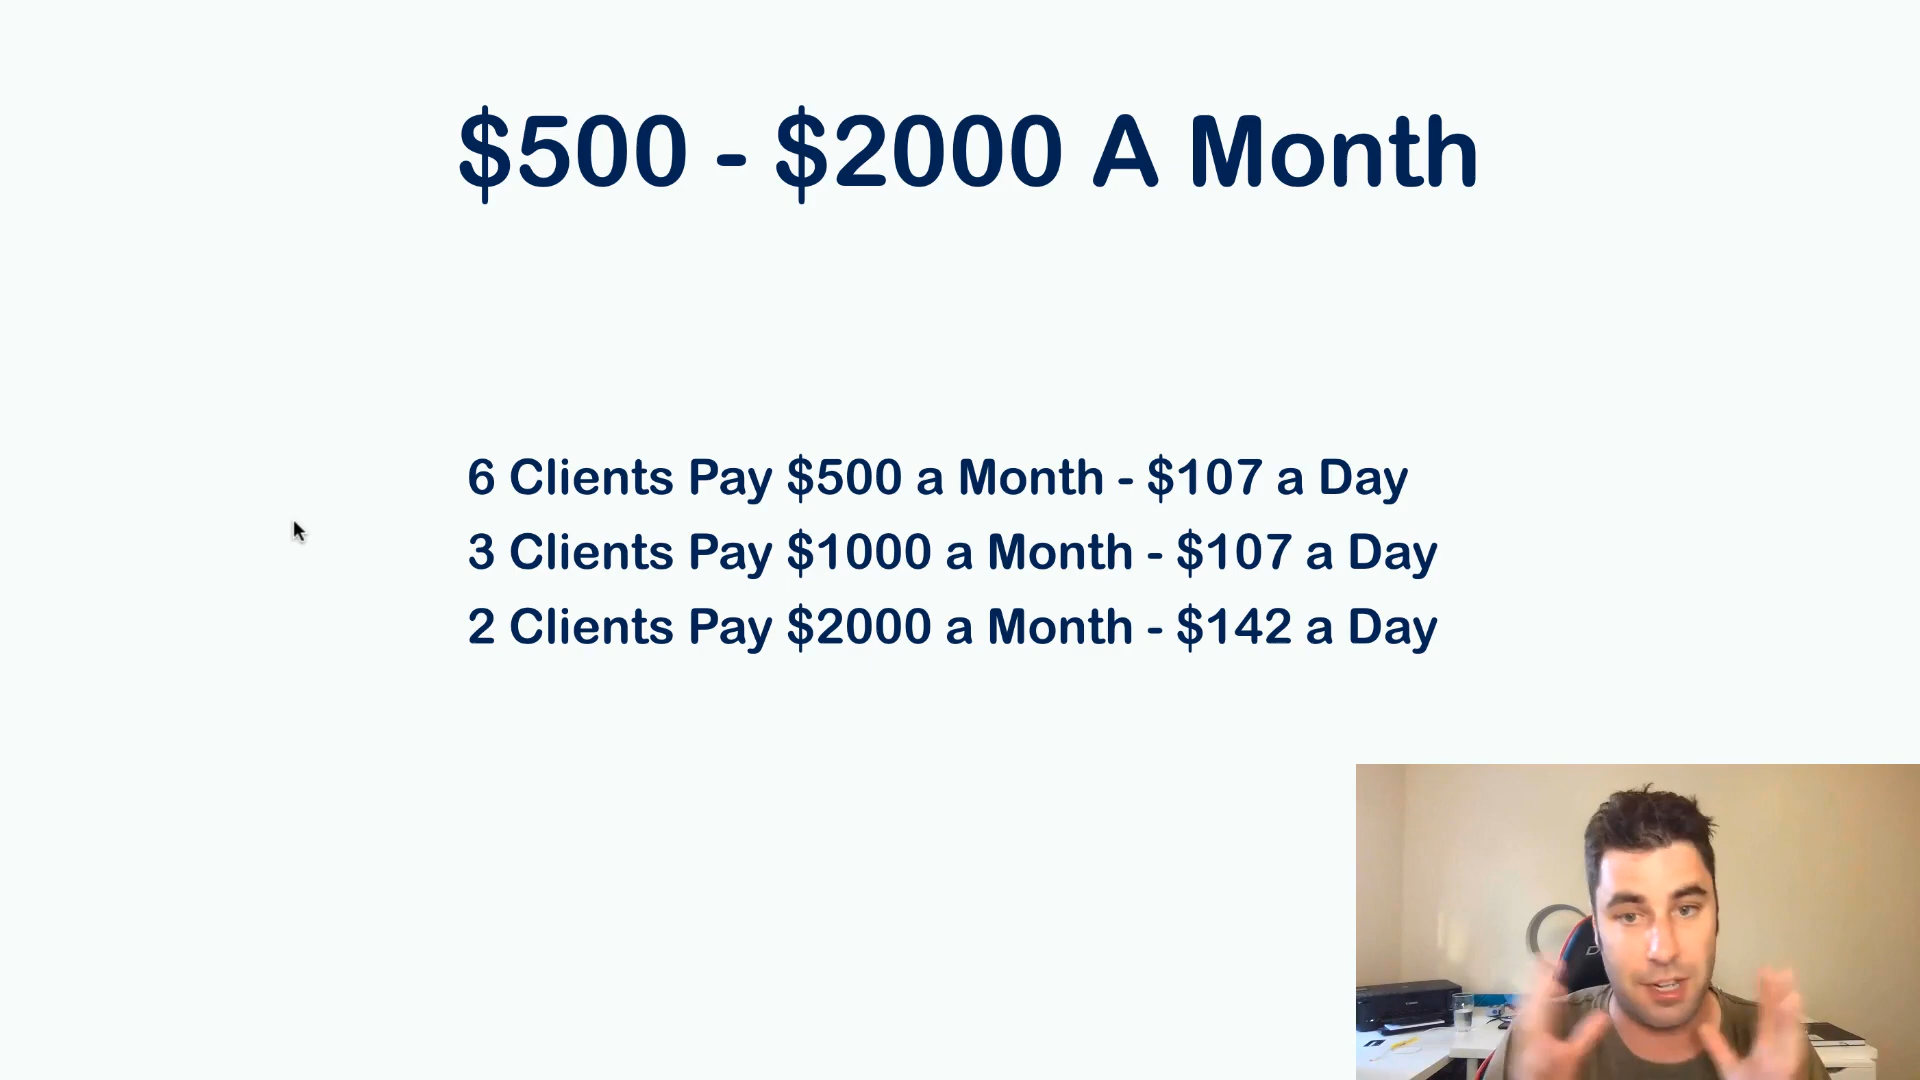 $500 - $2000 A Month
6 Clients Pay $500 a Month - $107 a Day
3 Clients Pay $1000 a Month - $107 a Day
2 Clients Pay $2000 a Month - $142 a Day